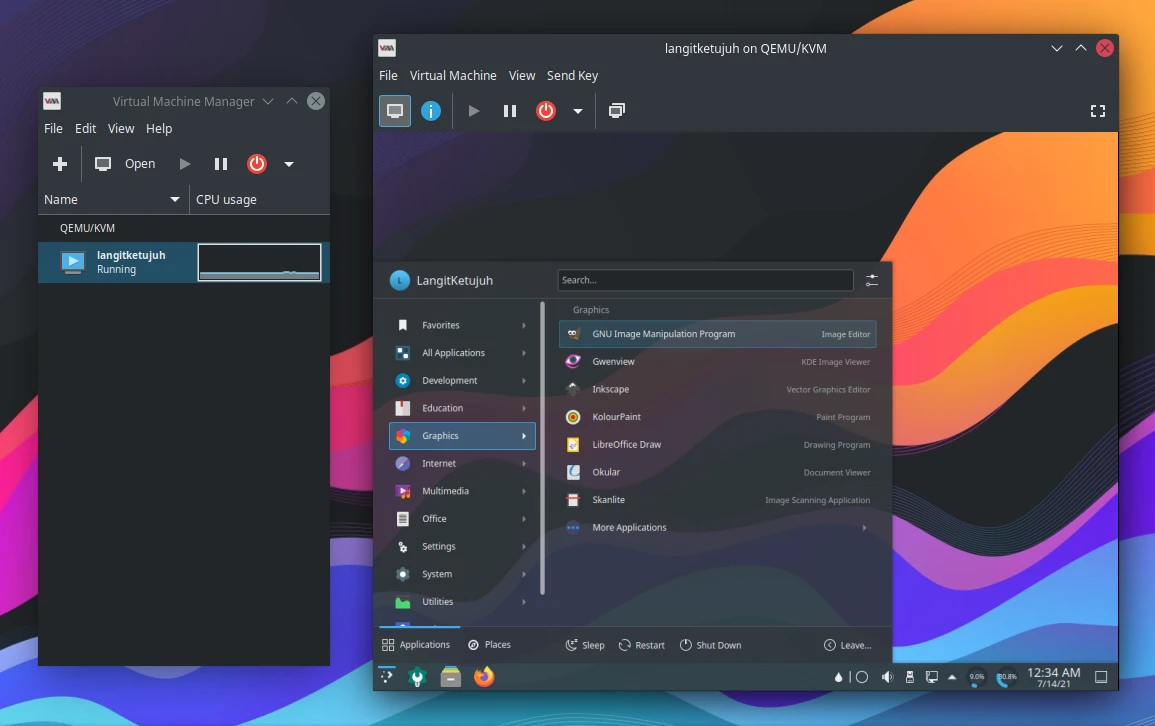 Virtual Machine Manager
File Edit View Help
Open
Name CPU usage
QEMU/KVM
langitketujuh
Running
langitketujuh on QEMU/KVM
File Virtual Machine View Send Key
L LangitKetujuh
Search...
Favorites
All Applications
Development
Education
Graphics
Internet
Multimedia
Office
Settings
System
Utilities
Graphics
GNU Image Manipulation Program Image Editor
Gwenview KDE Image Viewer
Inkscape Vector Graphics Editor
KolourPaint Paint Program
LibreOffice Draw Drawing Program
Okular Document Viewer
Skanlite Image Scanning Application
More Applications
Applications Places Sleep Restart Shut Down Leave...
9.0% 30.8% 12:34 AM
7/14/21